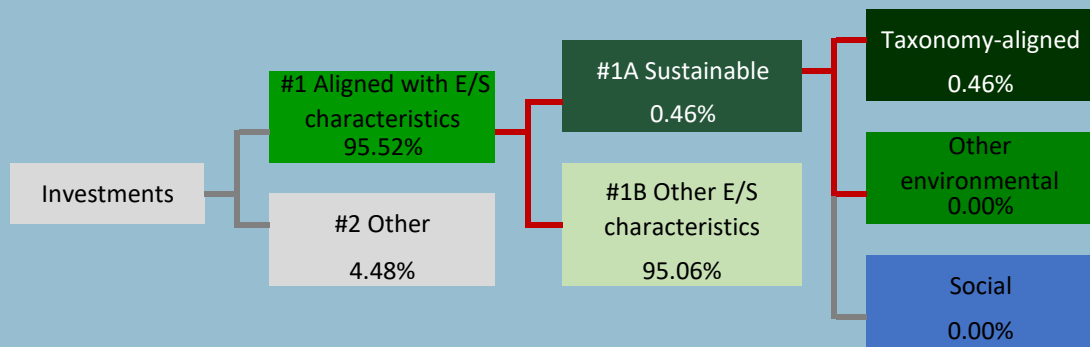 Investments
#1 Aligned with E/S
characteristics
95.52%
#2 Other
4.48%
#1A Sustainable
0.46%
#1B Other E/S
characteristics
95.06%
Taxonomy-aligned
0.46%
Other
environmental
0.00%
Social
0.00%